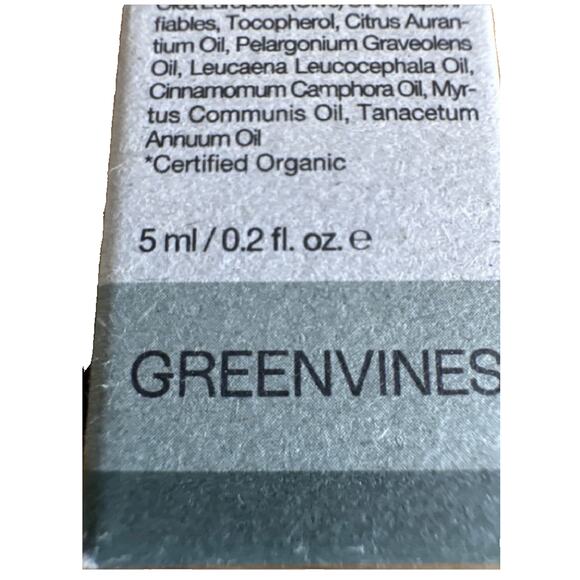 fiables, Tocopherol, Citrus Auran-
tium Oil, Pelargonium Graveolens
Oil, Leucaena Leucocephala Oil,
Cinnamomum Camphora Oil, Myr-
tus Communis Oil, Tanacetum
Annuum Oil
*Certified Organic
5 ml / 0.2 fl. oz. ℮
GREENVINES